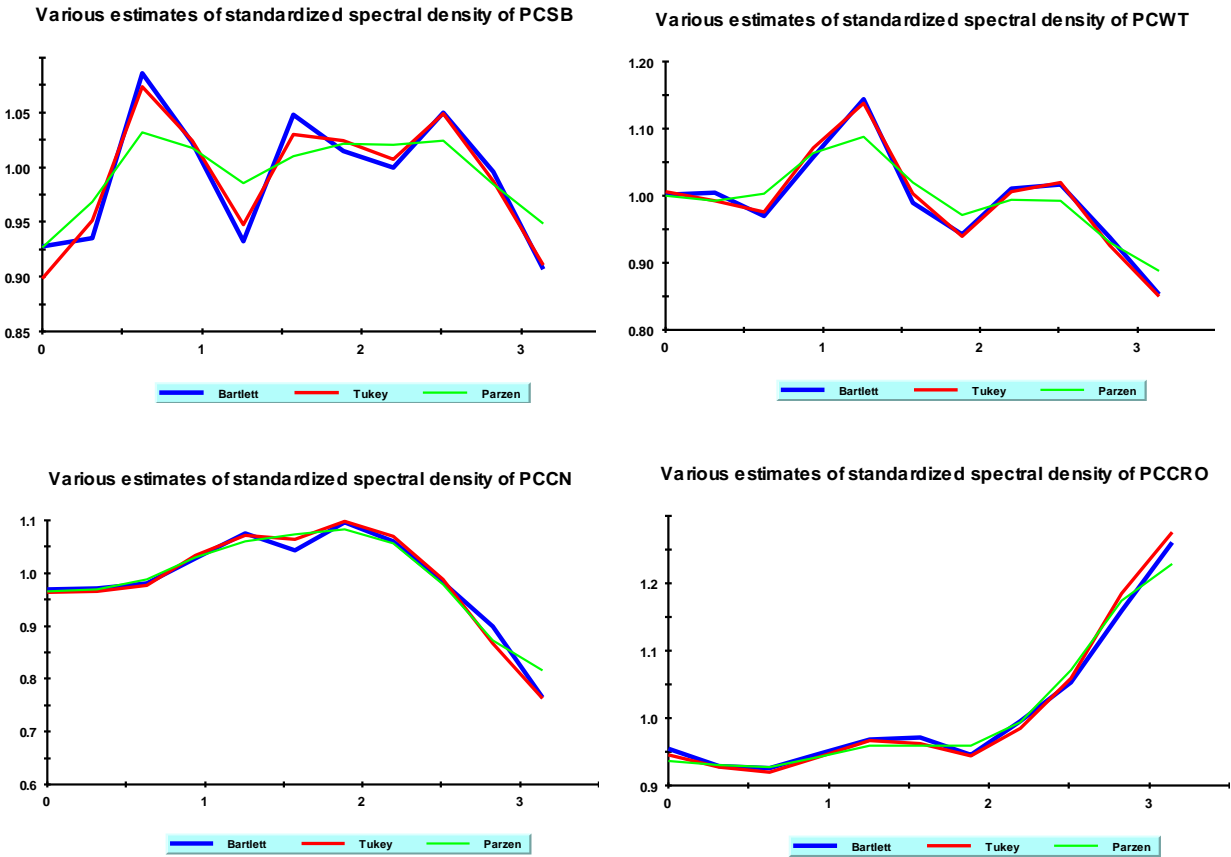 Various estimates of standardized spectral density of PCSB
1.05
1.00
0.95
0.90
0.85
0 1 2 3
Bartlett Tukey Parzen
Various estimates of standardized spectral density of PCWT
1.20
1.10
1.00
0.90
0.80
0 1 2 3
Bartlett Tukey Parzen
Various estimates of standardized spectral density of PCCN
1.1
1.0
0.9
0.8
0.7
0.6
0 1 2 3
Bartlett Tukey Parzen
Various estimates of standardized spectral density of PCCRO
1.2
1.1
1.0
0.9
0 1 2 3
Bartlett Tukey Parzen